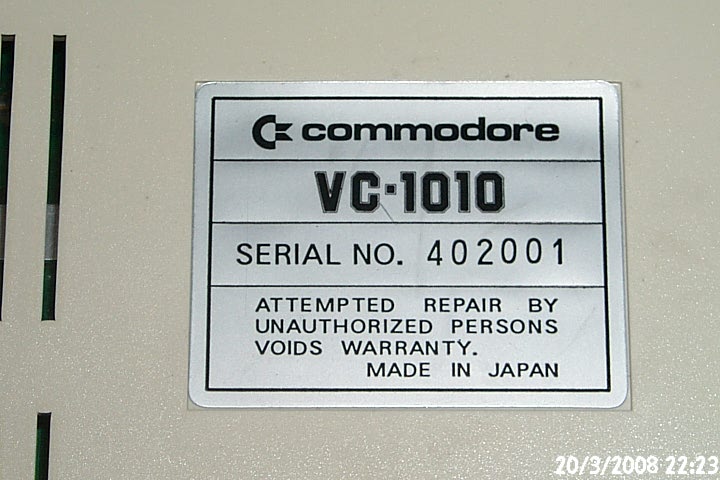 commodore
VC-1010
SERIAL NO. 402001
ATTEMPTED REPAIR BY
UNAUTHORIZED PERSONS
VOIDS WARRANTY.
MADE IN JAPAN
20/3/2008 22:23